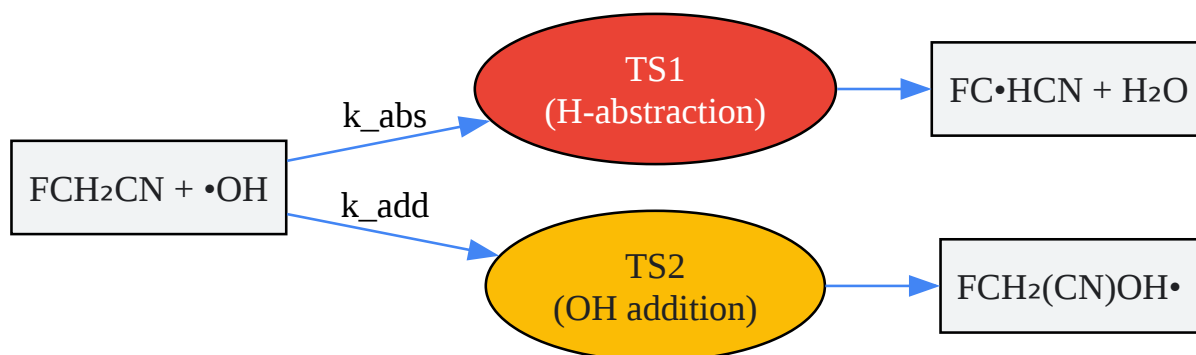 FCH₂CN + •OH
k_abs
k_add
TS1
(H-abstraction)
TS2
(OH addition)
FC•HCN + H₂O
FCH₂(CN)OH•